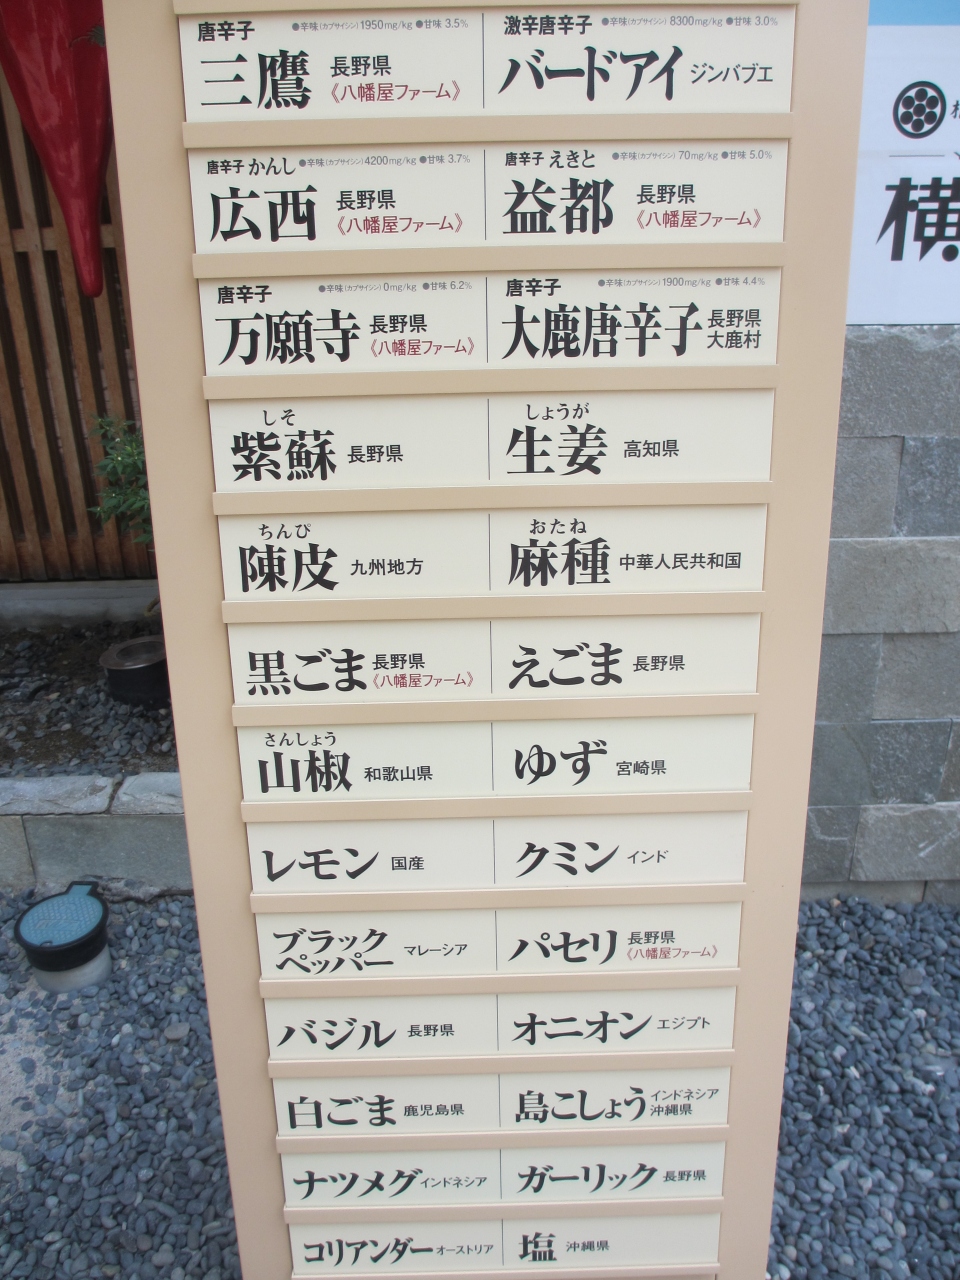 唐辛子 ●辛味(カプサイシン)1950mg/kg ●甘味 3.5%
三鷹 長野県
《八幡屋ファーム》
激辛唐辛子 ●辛味(カプサイシン) 8300mg/kg ●甘味 3.0%
バードアイ ジンバブエ
唐辛子 かんし ●辛味(カプサイシン)4200mg/kg ●甘味 3.7%
広西 長野県
《八幡屋ファーム》
唐辛子 えきと ●辛味(カプサイシン) 70mg/kg ●甘味 5.0%
益都 長野県
《八幡屋ファーム》
唐辛子 ●辛味(カプサイシン) 0mg/kg ●甘味 6.2%
万願寺 長野県
《八幡屋ファーム》
唐辛子 ●辛味(カプサイシン)1900mg/kg ●甘味 4.4%
大鹿唐辛子 長野県
大鹿村
しそ
紫蘇 長野県
しょうが
生姜 高知県
ちんぴ
陳皮 九州地方
おたね
麻種 中華人民共和国
黒ごま 長野県
《八幡屋ファーム》
えごま 長野県
さんしょう
山椒 和歌山県
ゆず 宮崎県
レモン 国産
クミン インド
ブラック
ペッパー マレーシア
パセリ 長野県
《八幡屋ファーム》
バジル 長野県
オニオン エジプト
白ごま 鹿児島県
島こしょう インドネシア
沖縄県
ナツメグ インドネシア
ガーリック 長野県
コリアンダー オーストリア
塩 沖縄県
横